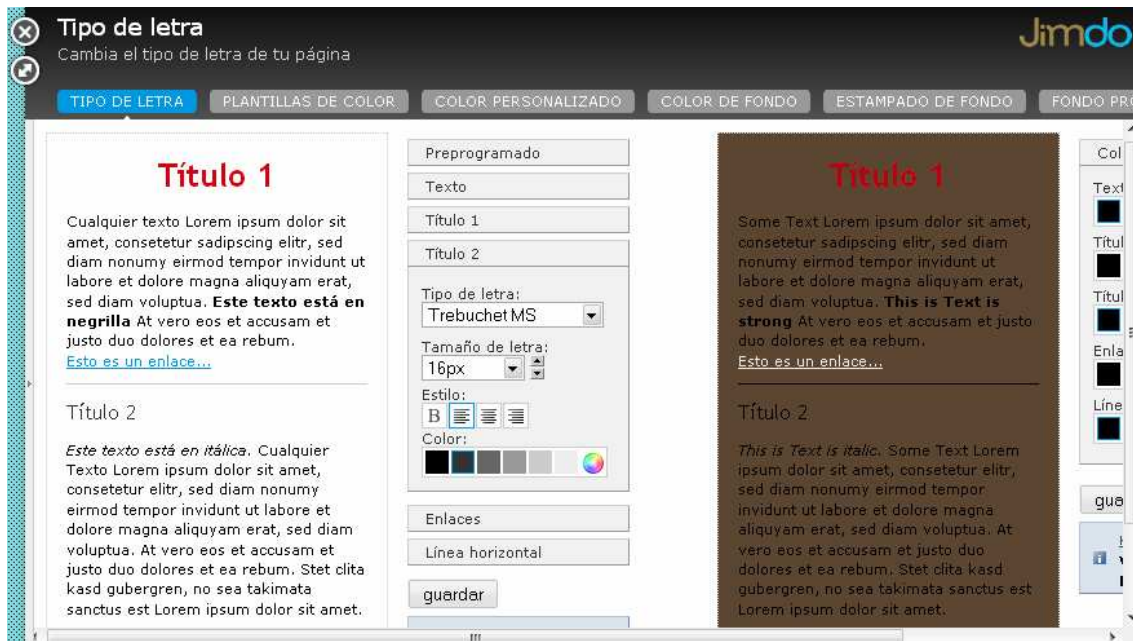 Tipo de letra
Cambia el tipo de letra de tu página
Jimdo
TIPO DE LETRA
PLANTILLAS DE COLOR
COLOR PERSONALIZADO
COLOR DE FONDO
ESTAMPADO DE FONDO
FONDO PR
Título 1
Cualquier texto Lorem ipsum dolor sit
amet, consetetur sadipscing elitr, sed
diam nonumy eirmod tempor invidunt ut
labore et dolore magna aliquyam erat,
sed diam voluptua. Este texto está en
negrilla At vero eos et accusam et
justo duo dolores et ea rebum.
Esto es un enlace...
Título 2
Este texto está en itálica. Cualquier
Texto Lorem ipsum dolor sit amet,
consetetur elitr, sed diam nonumy
eirmod tempor invidunt ut labore et
dolore magna aliquyam erat, sed diam
voluptua. At vero eos et accusam et
justo duo dolores et ea rebum. Stet clita
kasd gubergren, no sea takimata
sanctus est Lorem ipsum dolor sit amet.
Preprogramado
Texto
Título 1
Título 2
Tipo de letra:
Trebuchet MS
Tamaño de letra:
16px
Estilo:
B
Color:
Enlaces
Línea horizontal
guardar
Título 1
Some Text Lorem ipsum dolor sit amet,
consetetur sadipscing elitr, sed diam
nonumy eirmod tempor invidunt ut
labore et dolore magna aliquyam erat,
sed diam voluptua. This is Text is
strong At vero eos et accusam et justo
duo dolores et ea rebum.
Esto es un enlace...
Título 2
This is Text is italic. Some Text Lorem
ipsum dolor sit amet, consetetur elitr,
sed diam nonumy eirmod tempor
invidunt ut labore et dolore magna
aliquyam erat, sed diam voluptua. At
vero eos et accusam et justo duo
dolores et ea rebum. Stet clita kasd
gubergren, no sea takimata sanctus est
Lorem ipsum dolor sit amet.
Col
Text
Títul
Títul
Enla
Líne
gua